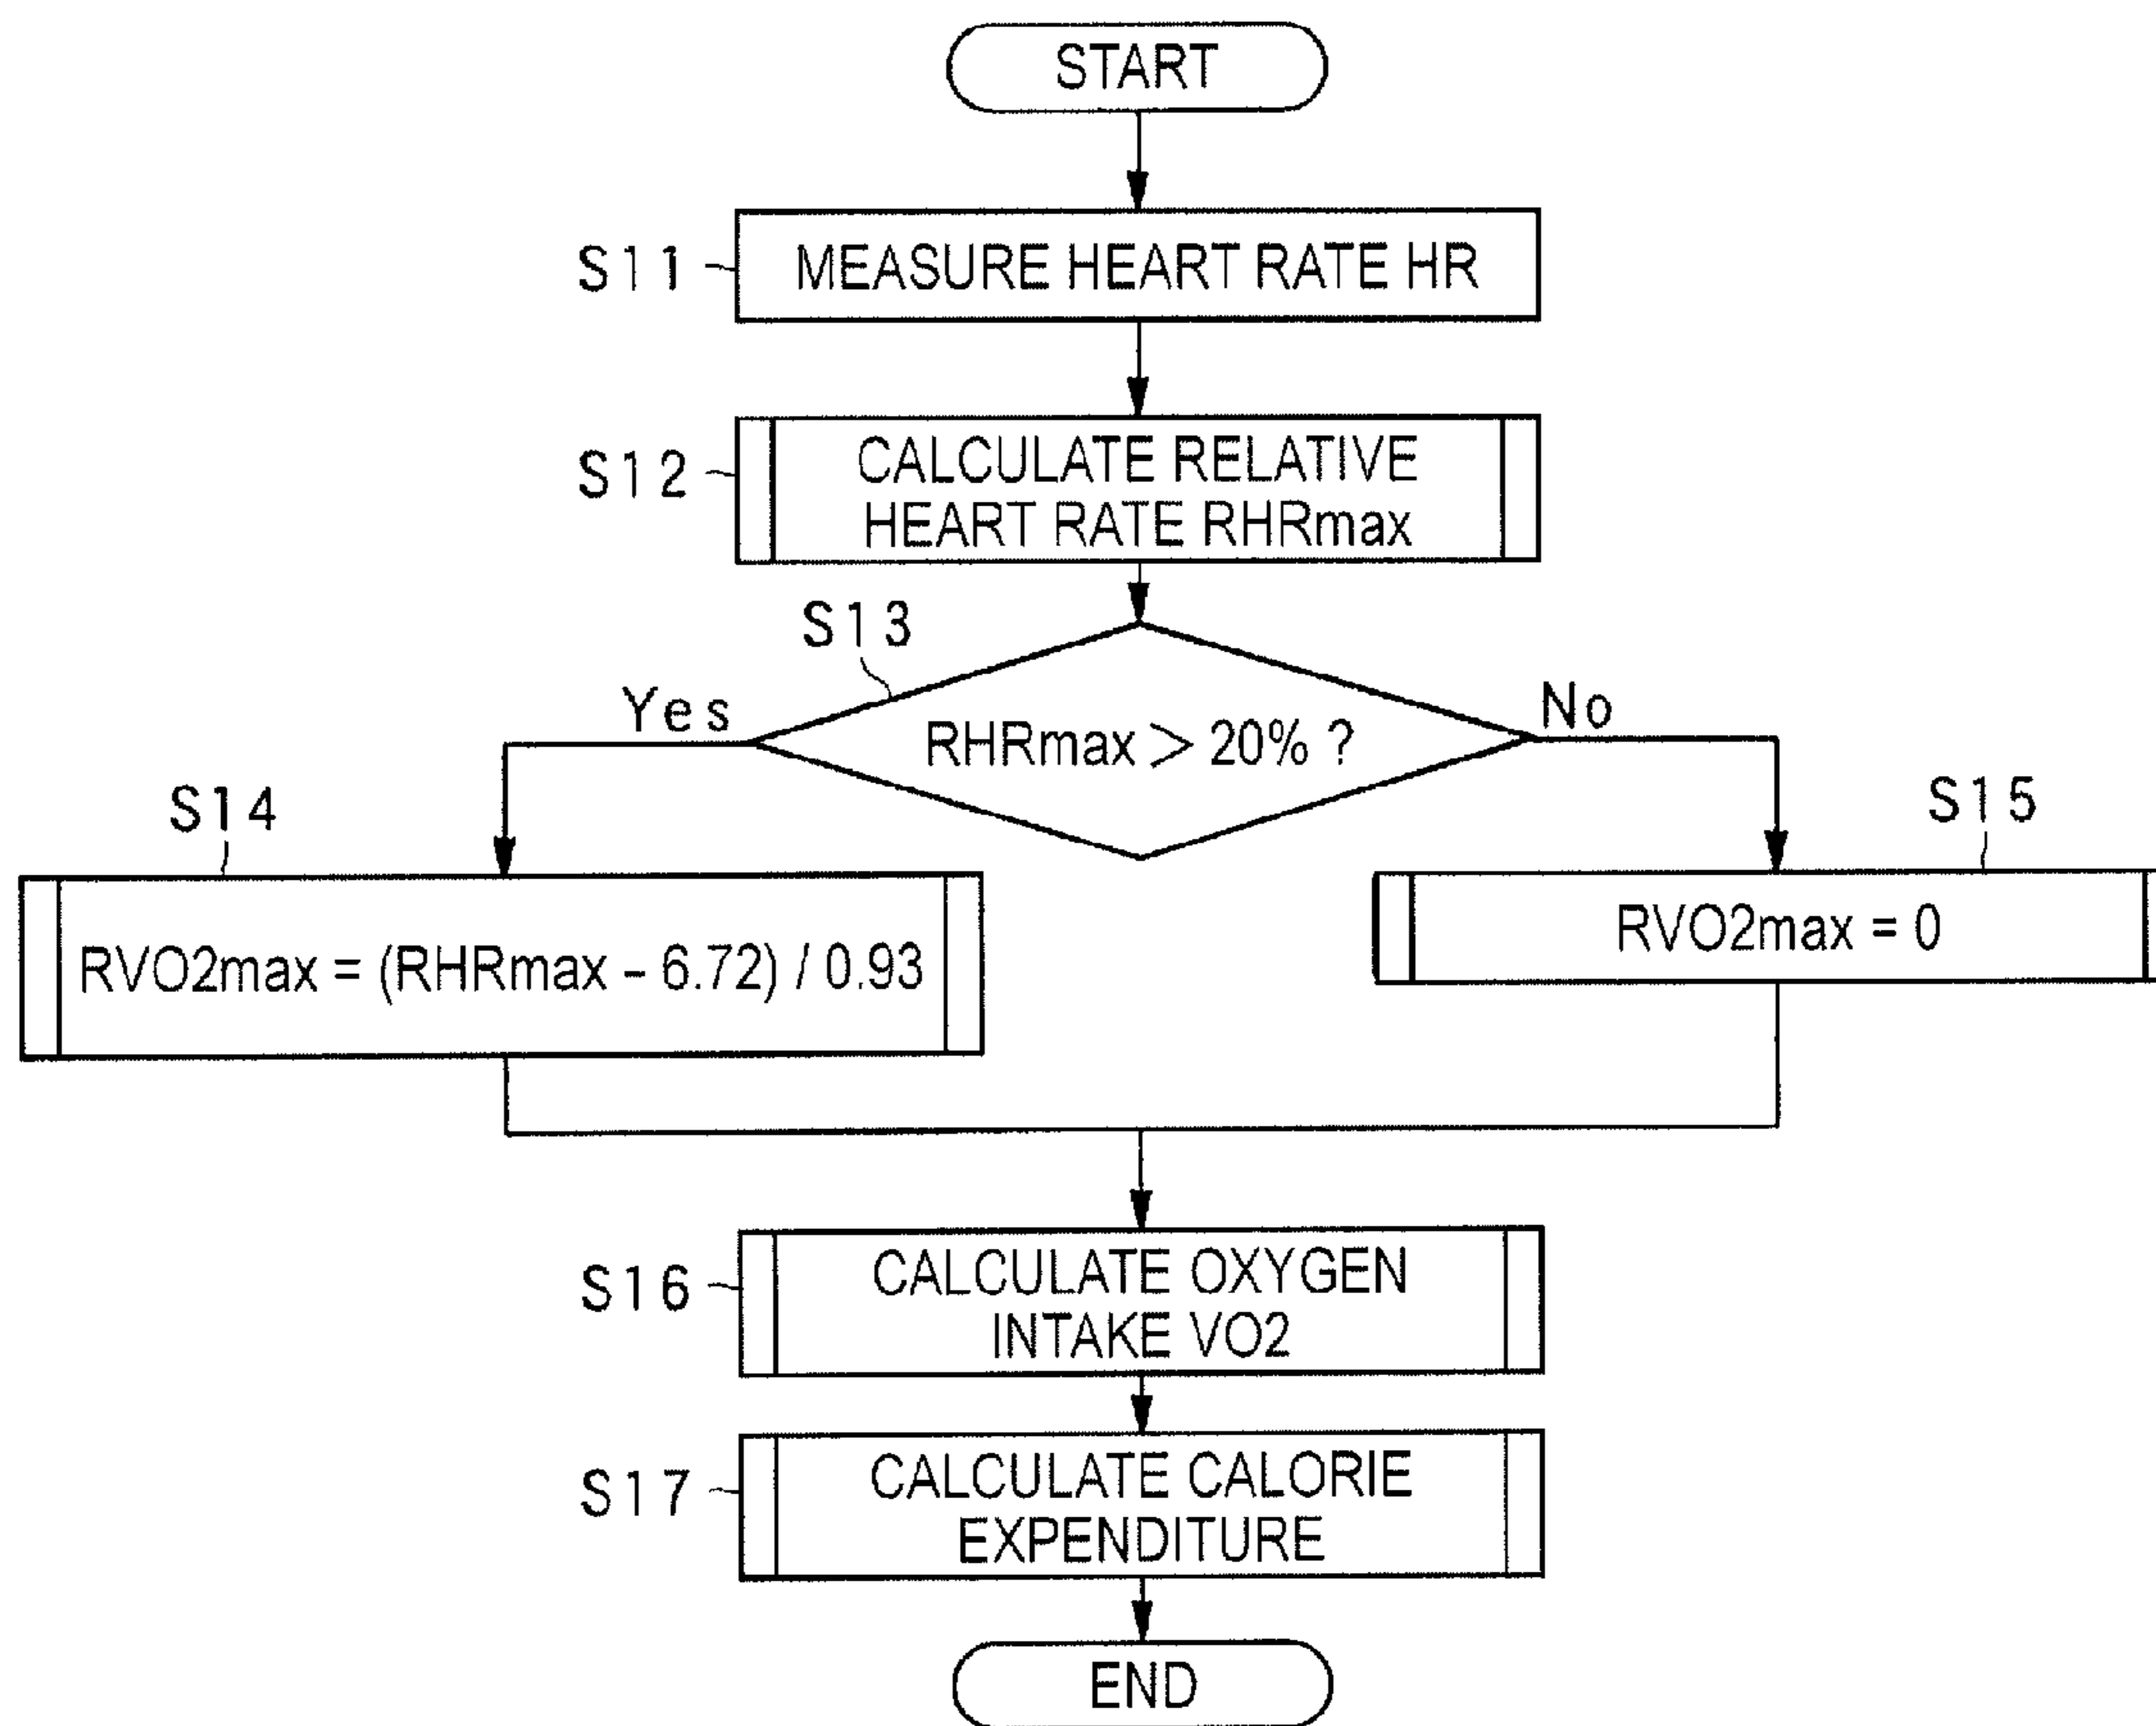 START
S11
MEASURE HEART RATE HR
S12
CALCULATE RELATIVE
HEART RATE RHRmax
S13
Yes
RHRmax > 20% ?
No
S14
RVO2max = (RHRmax - 6.72) / 0.93
S15
RVO2max = 0
S16
CALCULATE OXYGEN
INTAKE VO2
S17
CALCULATE CALORIE
EXPENDITURE
END